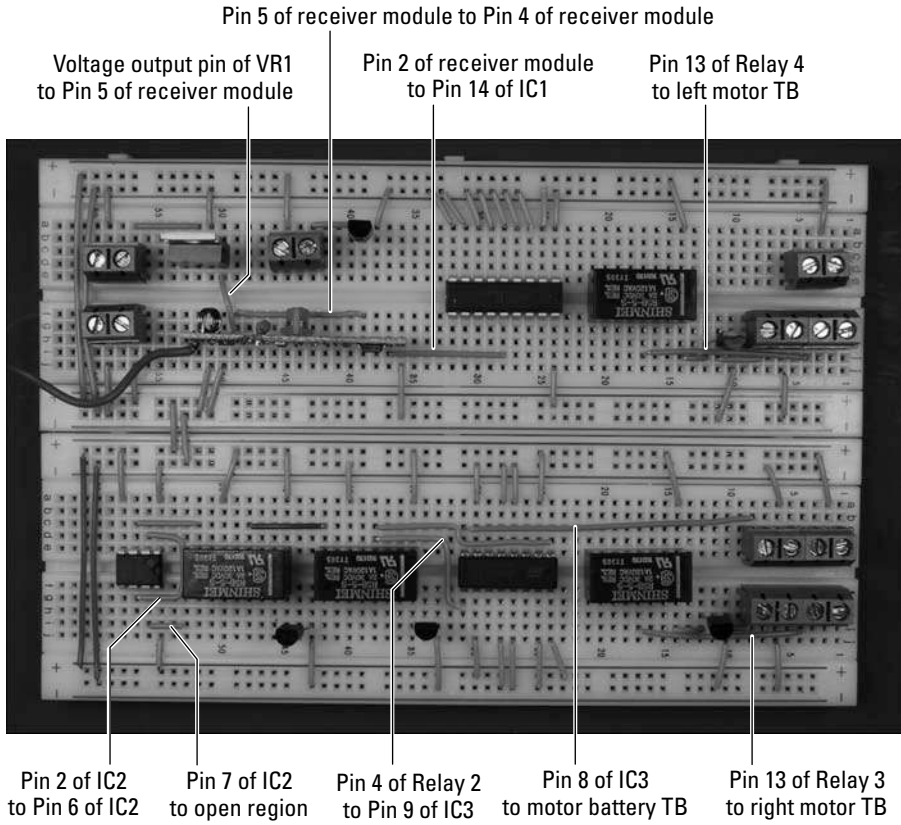 Pin 5 of receiver module to Pin 4 of receiver module
Voltage output pin of VR1
to Pin 5 of receiver module
Pin 2 of receiver module
to Pin 14 of IC1
Pin 13 of Relay 4
to left motor TB
SHINMEI
SHINMEI
SHINMEI
SHINMEI
Pin 2 of IC2
to Pin 6 of IC2
Pin 7 of IC2
to open region
Pin 4 of Relay 2
to Pin 9 of IC3
Pin 8 of IC3
to motor battery TB
Pin 13 of Relay 3
to right motor TB